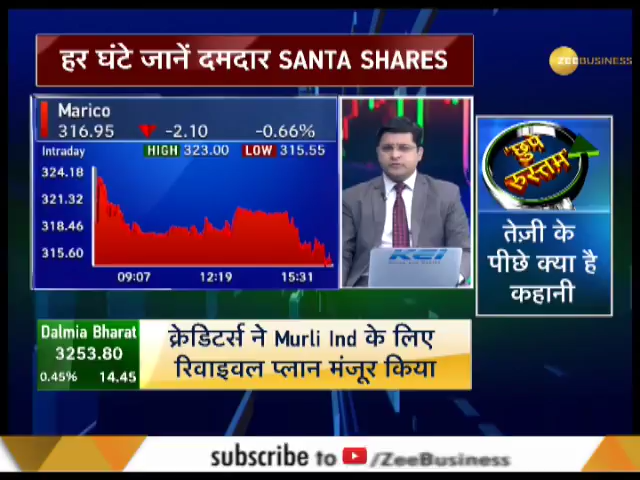 हर घंटे जानें दमदार SANTA SHARES
ZEEBUSINESS
Marico
316.95 -2.10 -0.66%
Intraday HIGH 323.00 LOW 315.55
324.18
321.32
318.46
315.60
09:07 12:19 15:31
KEI
"छुपे
रुस्तम"
तेज़ी के
पीछे क्या है
कहानी
Dalmia Bharat
3253.80
0.45% 14.45
क्रेडिटर्स ने Murli Ind के लिए
रिवाइवल प्लान मंजूर किया
subscribe to /ZeeBusiness